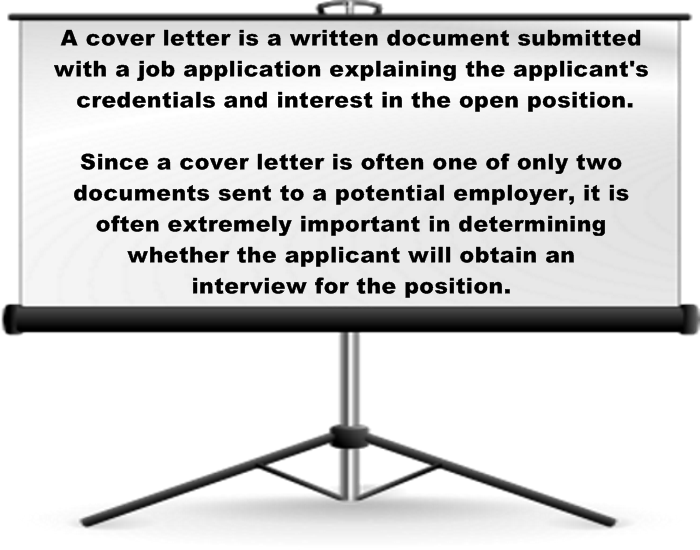 A cover letter is a written document submitted
with a job application explaining the applicant's
credentials and interest in the open position.
Since a cover letter is often one of only two
documents sent to a potential employer, it is
often extremely important in determining
whether the applicant will obtain an
interview for the position.